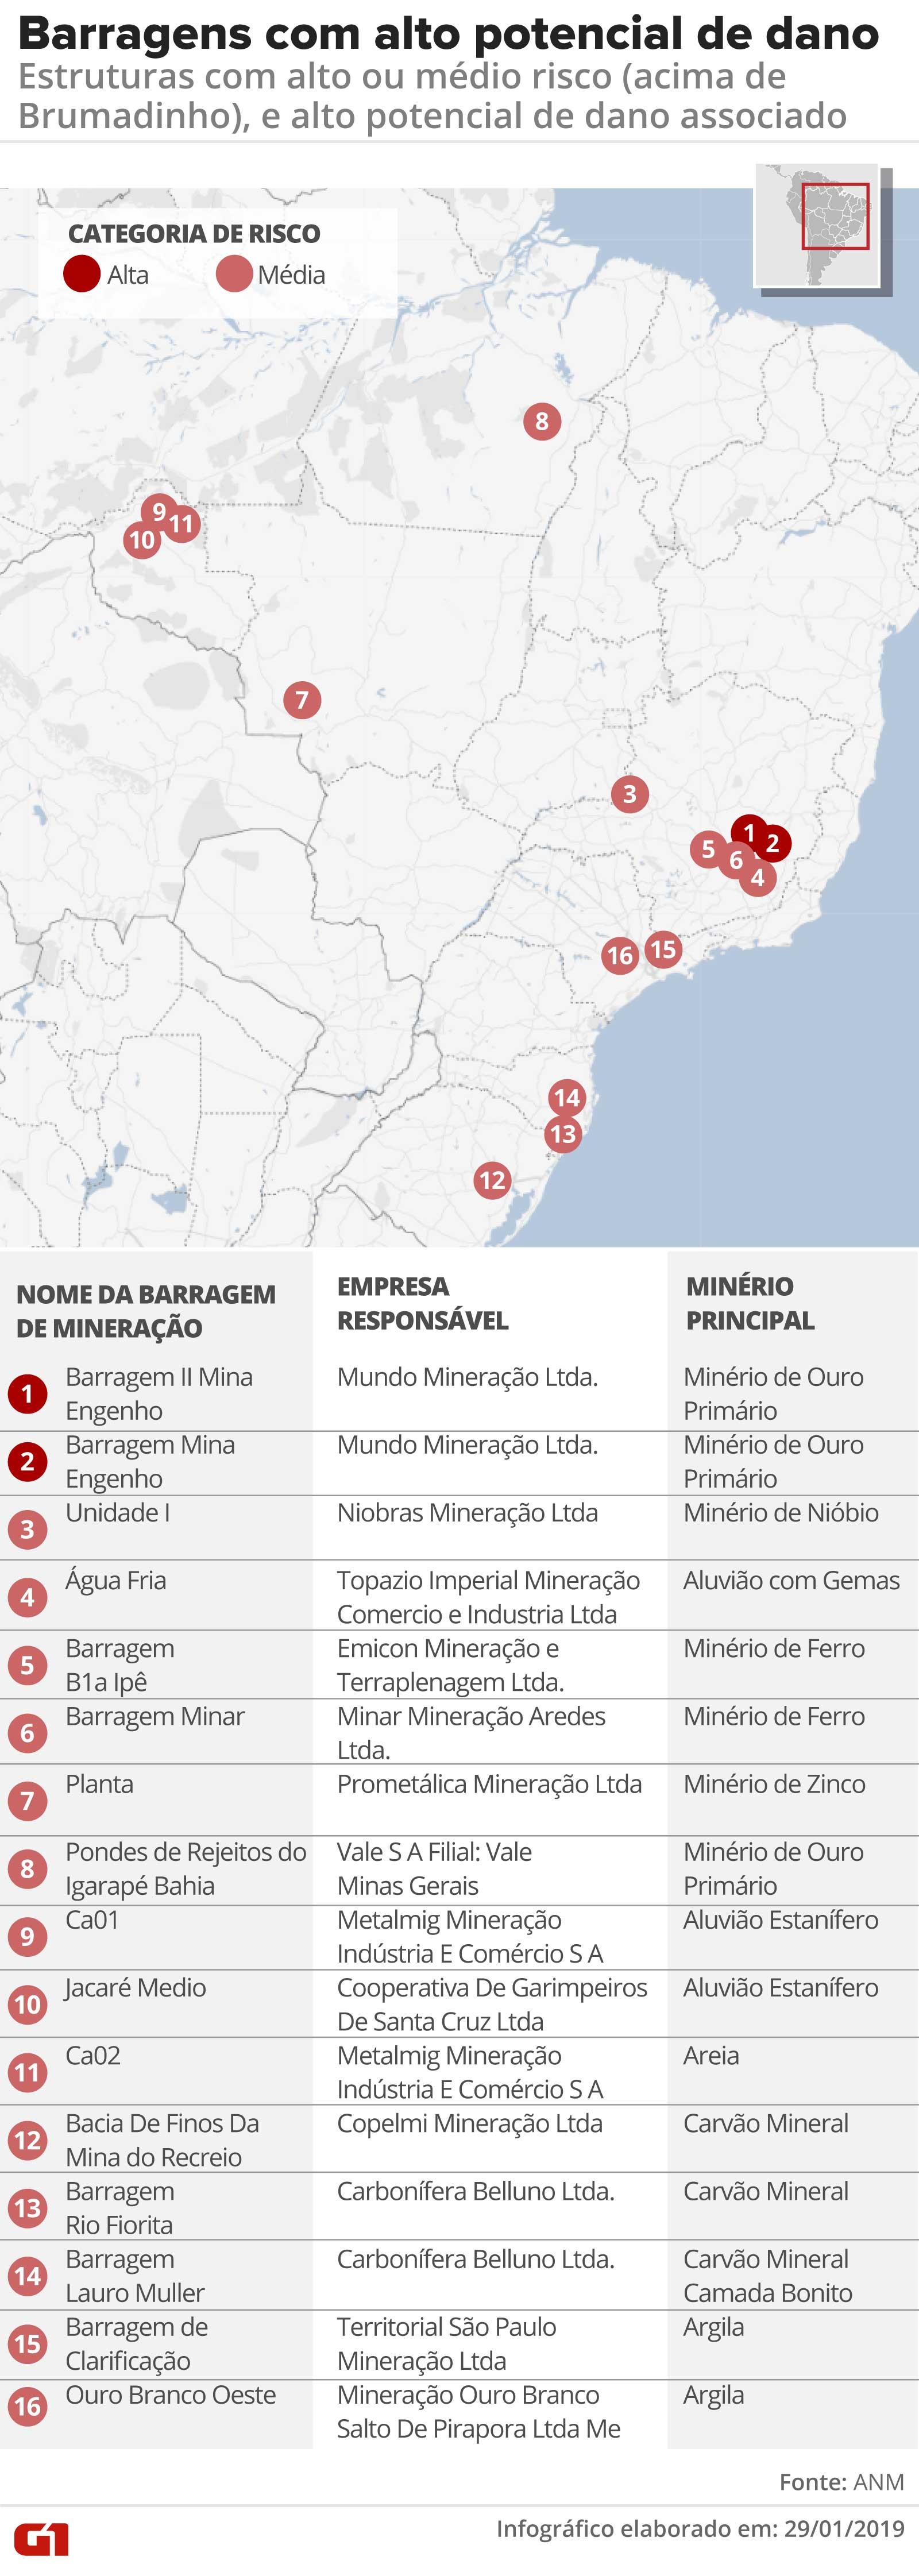 Barragens com alto potencial de dano
Estruturas com alto ou médio risco (acima de
Brumadinho), e alto potencial de dano associado
CATEGORIA DE RISCO
Alta Média
8
9
11
10
7
3
1
2
5
6
4
16
15
14
13
12
NOME DA BARRAGEM
DE MINERAÇÃO
EMPRESA
RESPONSÁVEL
MINÉRIO
PRINCIPAL
1
Barragem II Mina
Engenho
Mundo Mineração Ltda.
Minério de Ouro
Primário
2
Barragem Mina
Engenho
Mundo Mineração Ltda.
Minério de Ouro
Primário
3
Unidade I
Niobras Mineração Ltda
Minério de Nióbio
4
Água Fria
Topazio Imperial Mineração
Comercio e Industria Ltda
Aluvião com Gemas
5
Barragem
B1a Ipê
Emicon Mineração e
Terraplenagem Ltda.
Minério de Ferro
6
Barragem Minar
Minar Mineração Aredes
Ltda.
Minério de Ferro
7
Planta
Prometálica Mineração Ltda
Minério de Zinco
8
Pondes de Rejeitos do
Igarapé Bahia
Vale S A Filial: Vale
Minas Gerais
Minério de Ouro
Primário
9
Ca01
Metalmig Mineração
Indústria E Comércio S A
Aluvião Estanífero
10
Jacaré Medio
Cooperativa De Garimpeiros
De Santa Cruz Ltda
Aluvião Estanífero
11
Ca02
Metalmig Mineração
Indústria E Comércio S A
Areia
12
Bacia De Finos Da
Mina do Recreio
Copelmi Mineração Ltda
Carvão Mineral
13
Barragem
Rio Fiorita
Carbonífera Belluno Ltda.
Carvão Mineral
14
Barragem
Lauro Muller
Carbonífera Belluno Ltda.
Carvão Mineral
Camada Bonito
15
Barragem de
Clarificação
Territorial São Paulo
Mineração Ltda
Argila
16
Ouro Branco Oeste
Mineração Ouro Branco
Salto De Pirapora Ltda Me
Argila
Fonte: ANM
G1
Infográfico elaborado em: 29/01/2019